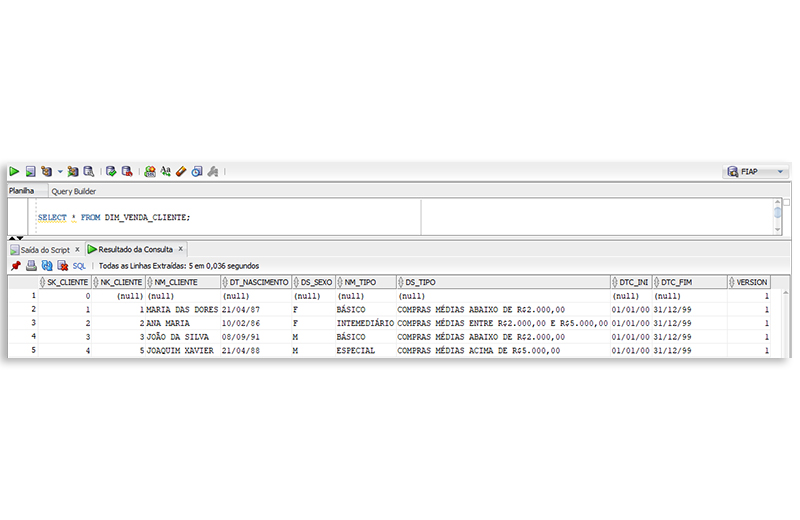 FIAP
Planilha Query Builder
SELECT * FROM DIM_VENDA_CLIENTE;
Saída do Script x Resultado da Consulta x
SQL | Todas as Linhas Extraídas: 5 em 0,036 segundos
SK_CLIENTE NK_CLIENTE NM_CLIENTE DT_NASCIMENTO DS_SEXO NM_TIPO DS_TIPO DTC_INI DTC_FIM VERSION
1 0 (null) (null) (null) (null) (null) (null) (null) (null) 1
2 1 1 MARIA DAS DORES 21/04/87 F BÁSICO COMPRAS MÉDIAS ABAIXO DE R$2.000,00 01/01/00 31/12/99 1
3 2 2 ANA MARIA 10/02/86 F INTEMEDIÁRIO COMPRAS MÉDIAS ENTRE R$2.000,00 E R$5.000,00 01/01/00 31/12/99 1
4 3 3 JOÃO DA SILVA 08/09/91 M BÁSICO COMPRAS MÉDIAS ABAIXO DE R$2.000,00 01/01/00 31/12/99 1
5 4 5 JOAQUIM XAVIER 21/04/88 M ESPECIAL COMPRAS MÉDIAS ACIMA DE R$5.000,00 01/01/00 31/12/99 1